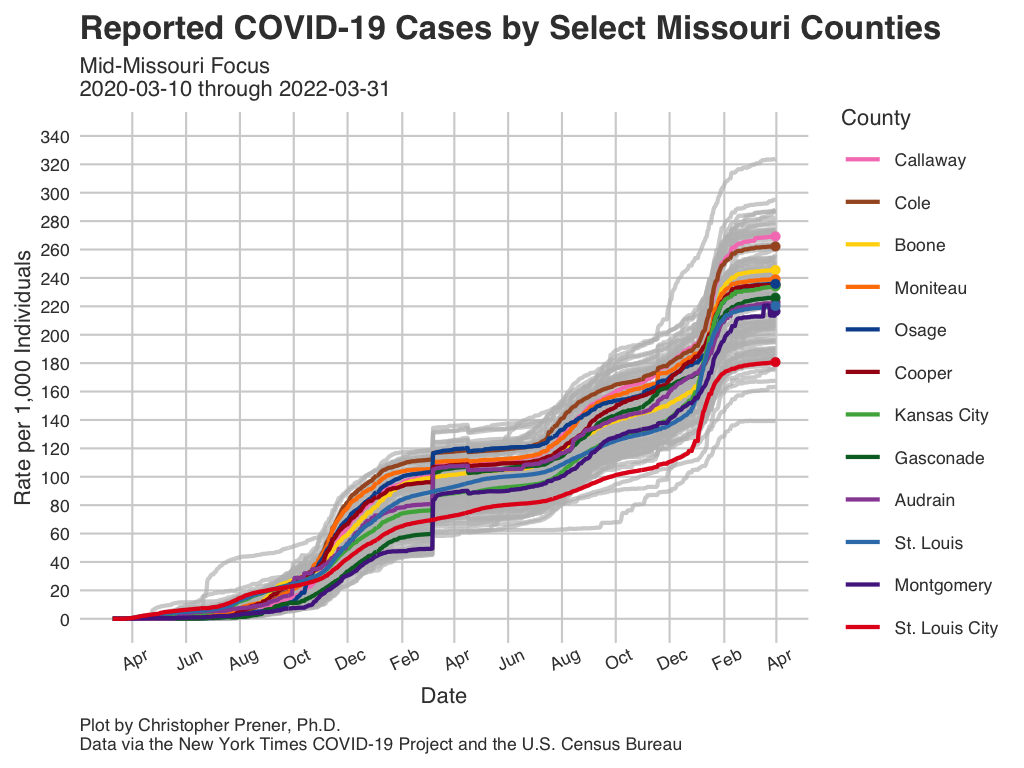 Reported COVID-19 Cases by Select Missouri Counties
Mid-Missouri Focus
2020-03-10 through 2022-03-31
County
Callaway
Cole
Boone
Moniteau
Osage
Cooper
Kansas City
Gasconade
Audrain
St. Louis
Montgomery
St. Louis City
Rate per 1,000 Individuals
340
320
300
280
260
240
220
200
180
160
140
120
100
80
60
40
20
0
Apr Jun Aug Oct Dec Feb Apr Jun Aug Oct Dec Feb Apr
Date
Plot by Christopher Prener, Ph.D.
Data via the New York Times COVID-19 Project and the U.S. Census Bureau